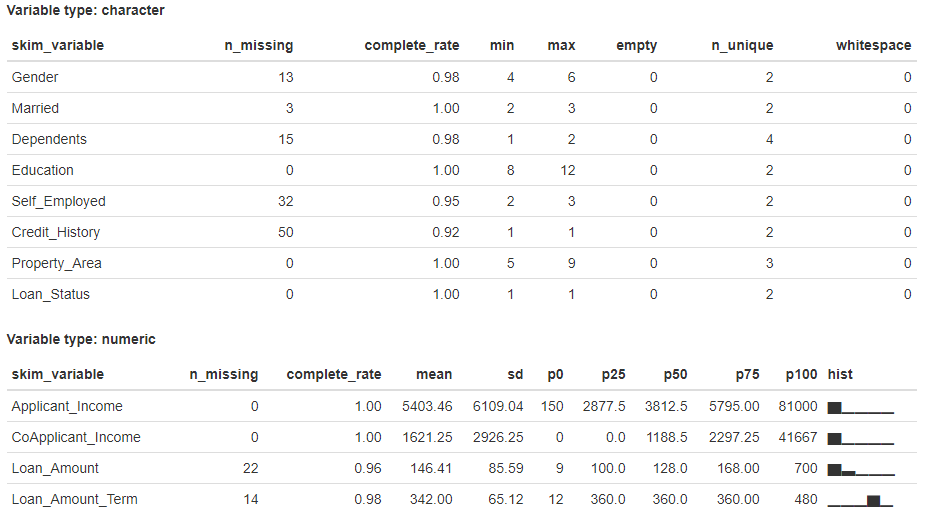 Variable type: character
skim_variable n_missing complete_rate min max empty n_unique whitespace
Gender 13 0.98 4 6 0 2 0
Married 3 1.00 2 3 0 2 0
Dependents 15 0.98 1 2 0 4 0
Education 0 1.00 8 12 0 2 0
Self_Employed 32 0.95 2 3 0 2 0
Credit_History 50 0.92 1 1 0 2 0
Property_Area 0 1.00 5 9 0 3 0
Loan_Status 0 1.00 1 1 0 2 0
Variable type: numeric
skim_variable n_missing complete_rate mean sd p0 p25 p50 p75 p100 hist
Applicant_Income 0 1.00 5403.46 6109.04 150 2877.5 3812.5 5795.00 81000
CoApplicant_Income 0 1.00 1621.25 2926.25 0 0.0 1188.5 2297.25 41667
Loan_Amount 22 0.96 146.41 85.59 9 100.0 128.0 168.00 700
Loan_Amount_Term 14 0.98 342.00 65.12 12 360.0 360.0 360.00 480